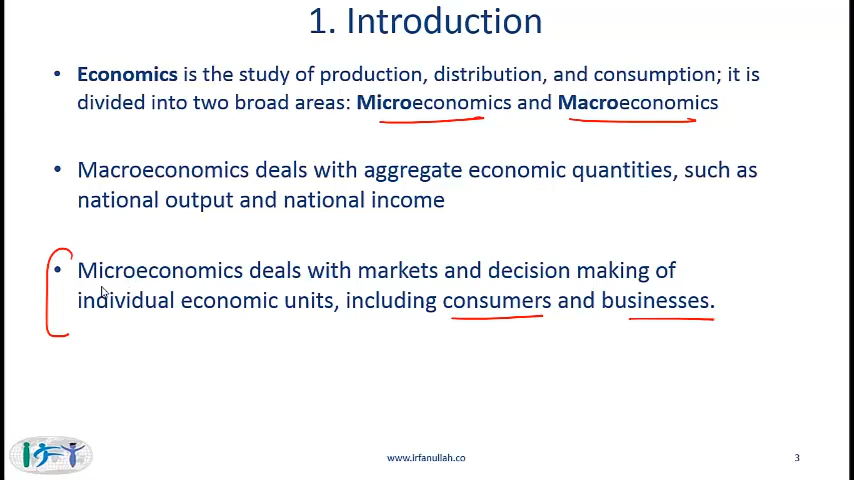 1. Introduction
• Economics is the study of production, distribution, and consumption; it is
divided into two broad areas: Microeconomics and Macroeconomics
• Macroeconomics deals with aggregate economic quantities, such as
national output and national income
• Microeconomics deals with markets and decision making of
individual economic units, including consumers and businesses.
www.irfanullah.co
3